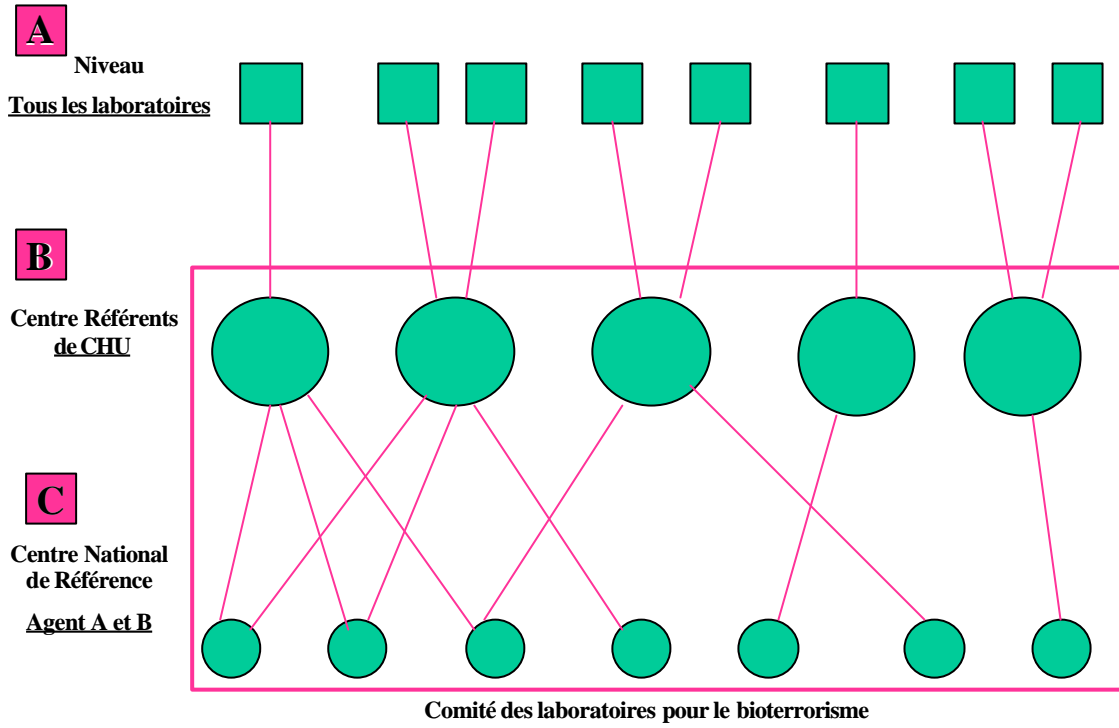 A
Niveau
Tous les laboratoires
B
Centre Référents
de CHU
C
Centre National
de Référence
Agent A et B
Comité des laboratoires pour le bioterrorisme